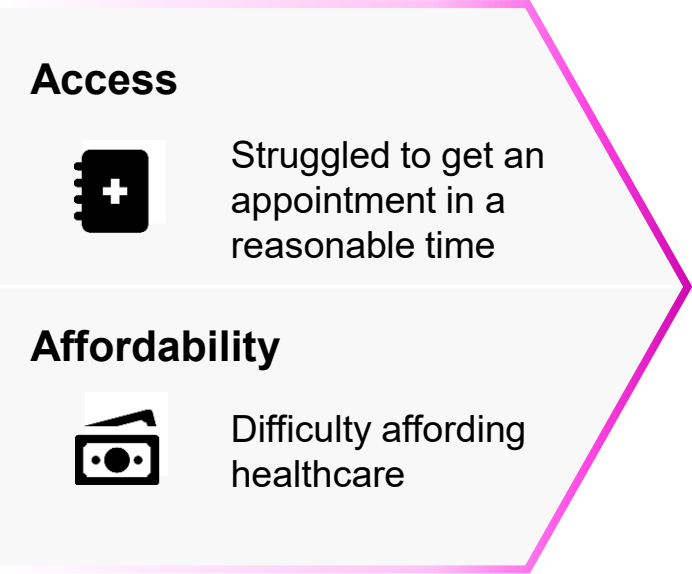 Access
Struggled to get an
appointment in a
reasonable time
Affordability
Difficulty affording
healthcare